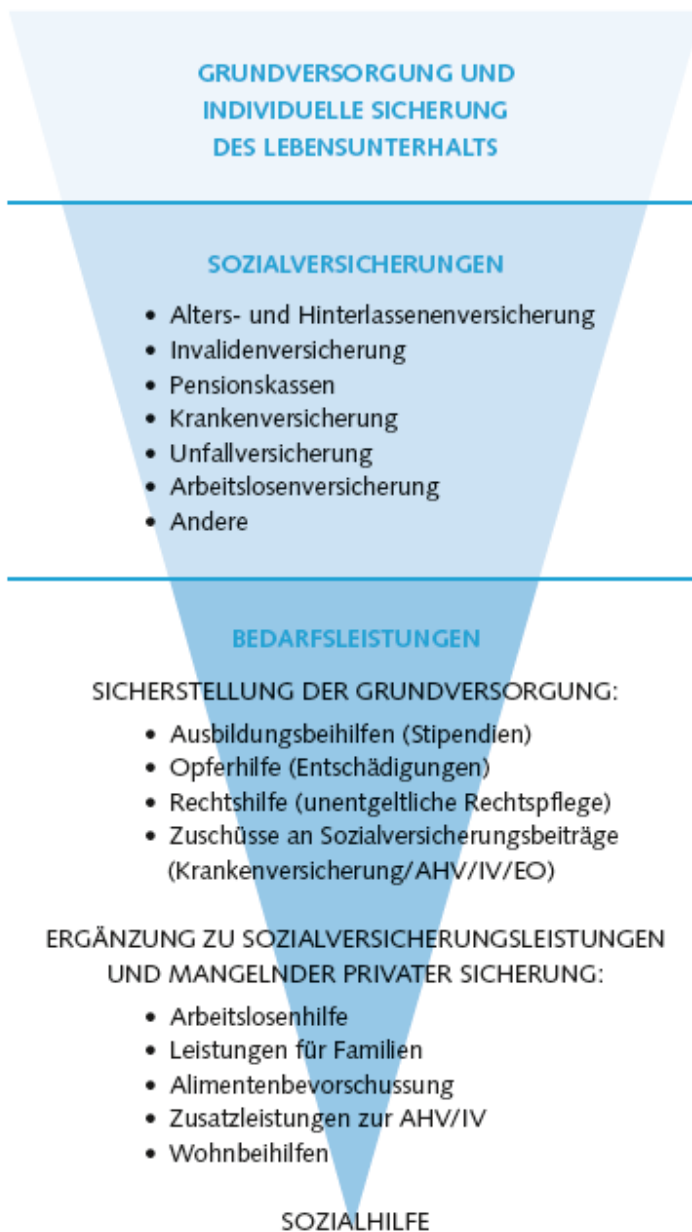 GRUNDVERSORGUNG UND
INDIVIDUELLE SICHERUNG
DES LEBENSUNTERHALTS
SOZIALVERSICHERUNGEN
• Alters- und Hinterlassenenversicherung
• Invalidenversicherung
• Pensionskassen
• Krankenversicherung
• Unfallversicherung
• Arbeitslosenversicherung
• Andere
BEDARFSLEISTUNGEN
SICHERSTELLUNG DER GRUNDVERSORGUNG:
• Ausbildungsbeihilfen (Stipendien)
• Opferhilfe (Entschädigungen)
• Rechtshilfe (unentgeltliche Rechtspflege)
• Zuschüsse an Sozialversicherungsbeiträge
(Krankenversicherung/AHV/IV/EO)
ERGÄNZUNG ZU SOZIALVERSICHERUNGSLEISTUNGEN
UND MANGELNDER PRIVATER SICHERUNG:
• Arbeitslosenhilfe
• Leistungen für Familien
• Alimentenbevorschussung
• Zusatzleistungen zur AHV/IV
• Wohnbeihilfen
SOZIALHILFE